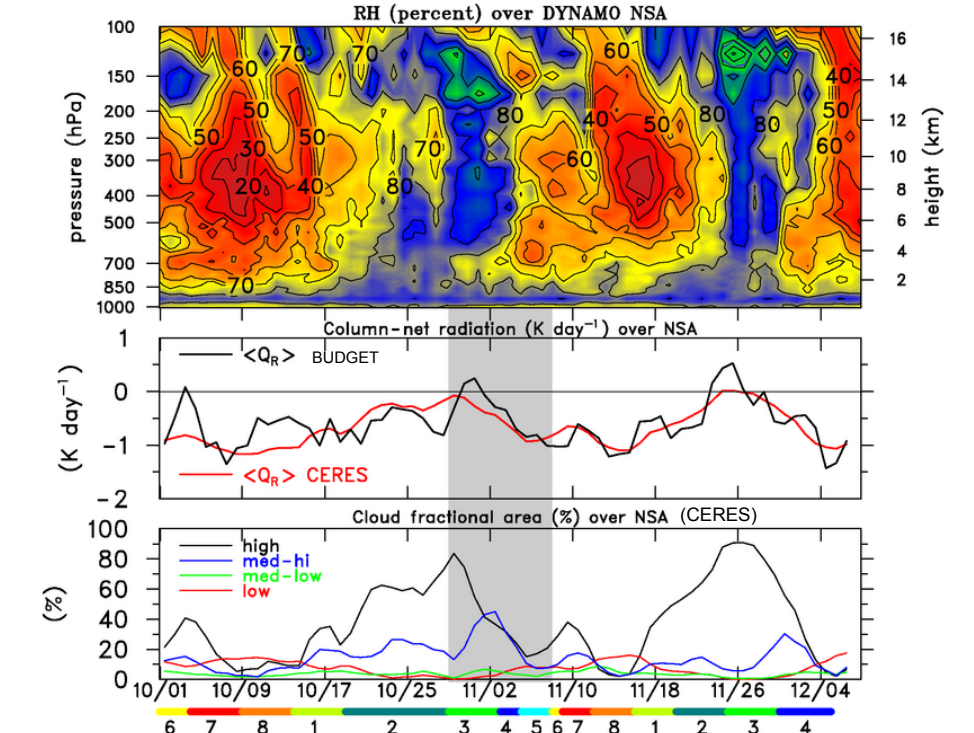 RH (percent) over DYNAMO NSA
pressure (hPa)
100
150
200
250
300
400
500
700
850
1000
height (km)
16
14
12
10
8
6
4
2
70 70 60
60 40
50 50 80 40 80 80 50
50 50 50
30 70 60 60
20 40 80
70
Column-net radiation (K day⁻¹) over NSA
(K day⁻¹)
1
0
-1
-2
<Q_R> BUDGET
<Q_R> CERES
Cloud fractional area (%) over NSA (CERES)
(%)
100
80
60
40
20
0
high
med-hi
med-low
low
10/01 10/09 10/17 10/25 11/02 11/10 11/18 11/26 12/04
6 7 8 1 2 3 4 5 6 7 8 1 2 3 4